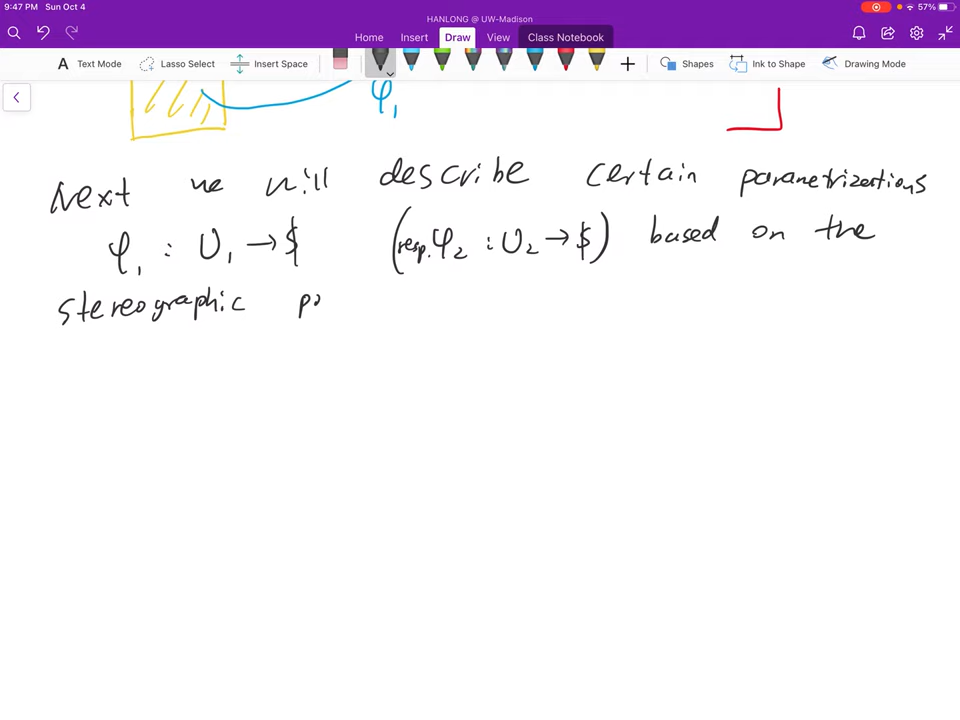 9:47 PM Sun Oct 4
57%
HANLONG @ UW-Madison
Home Insert Draw View Class Notebook
Text Mode Lasso Select Insert Space Shapes Ink to Shape Drawing Mode
φ₁
Next we will describe certain parametrizations
φ₁ : U₁ → $ (resp. φ₂ : U₂ → $) based on the
stereographic